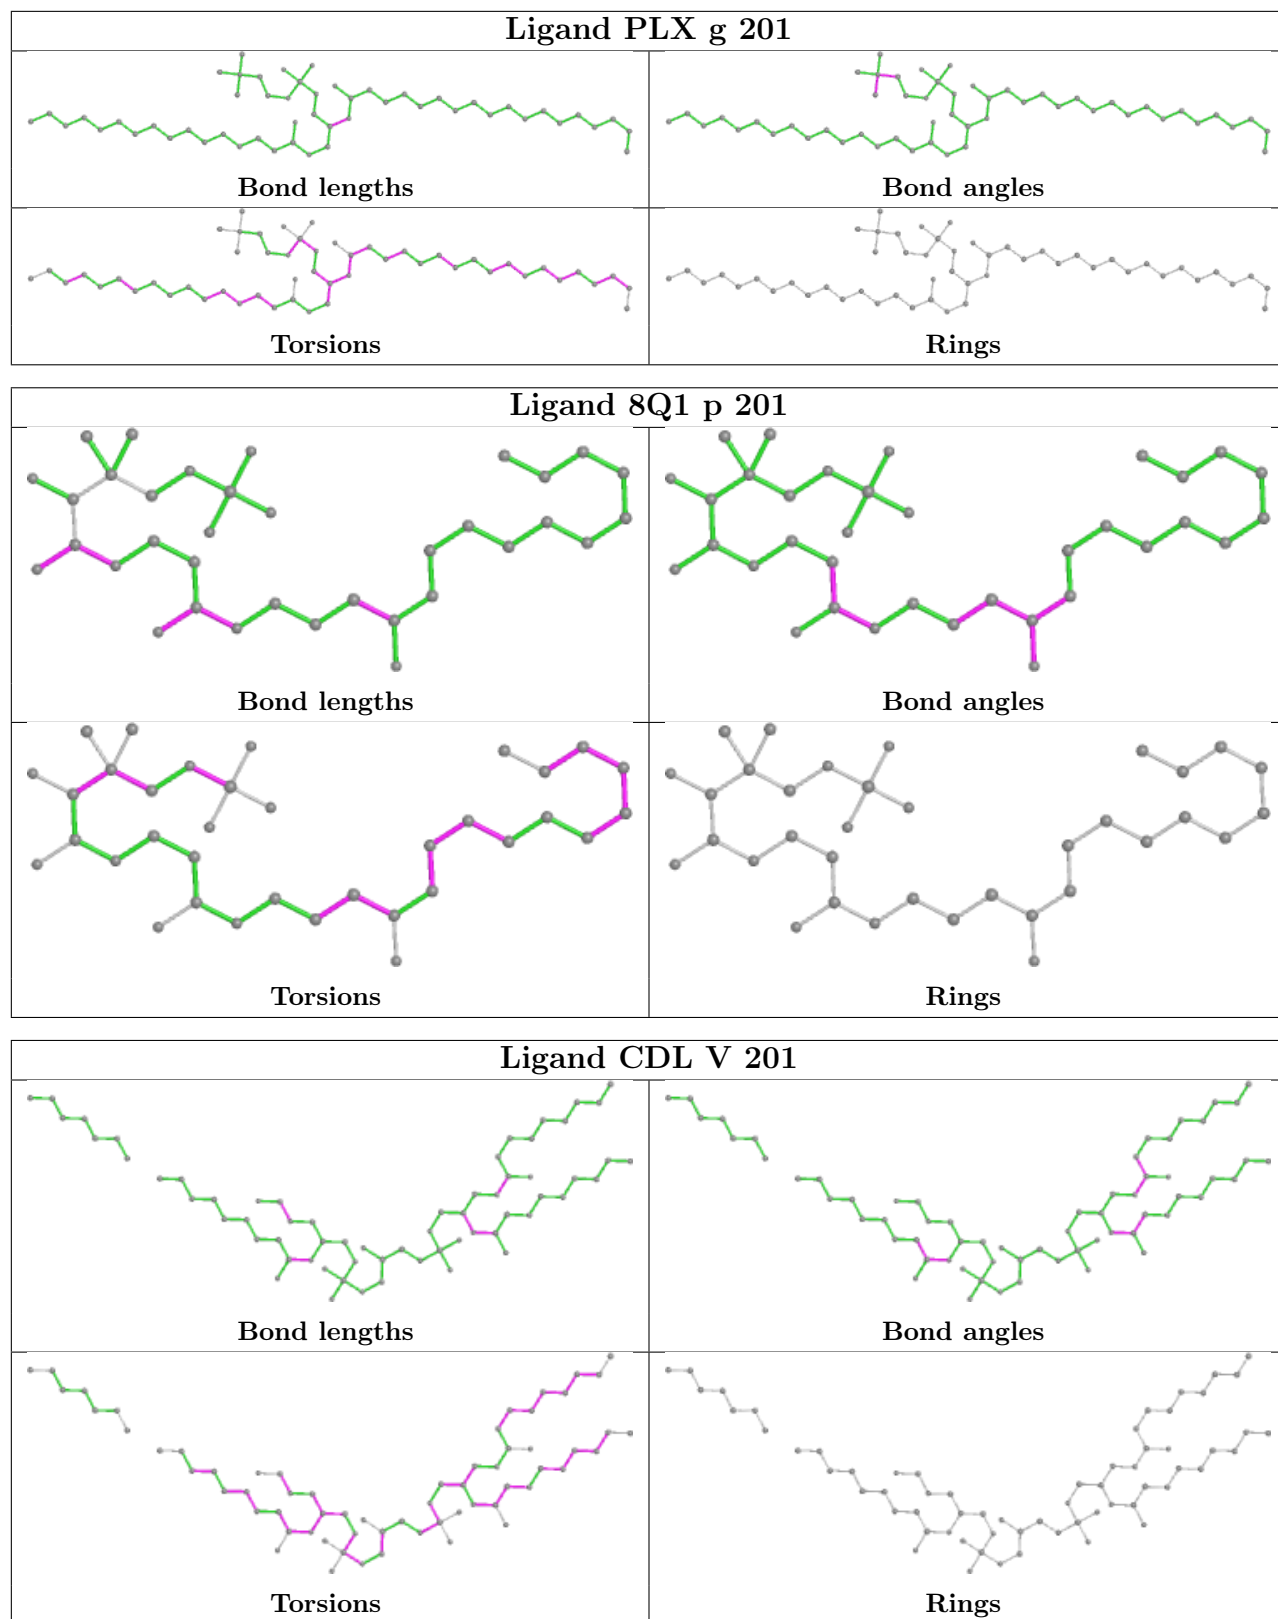 Ligand PLX g 201
Bond lengths
Bond angles
Torsions
Rings
Ligand 8Q1 p 201
Bond lengths
Bond angles
Torsions
Rings
Ligand CDL V 201
Bond lengths
Bond angles
Torsions
Rings